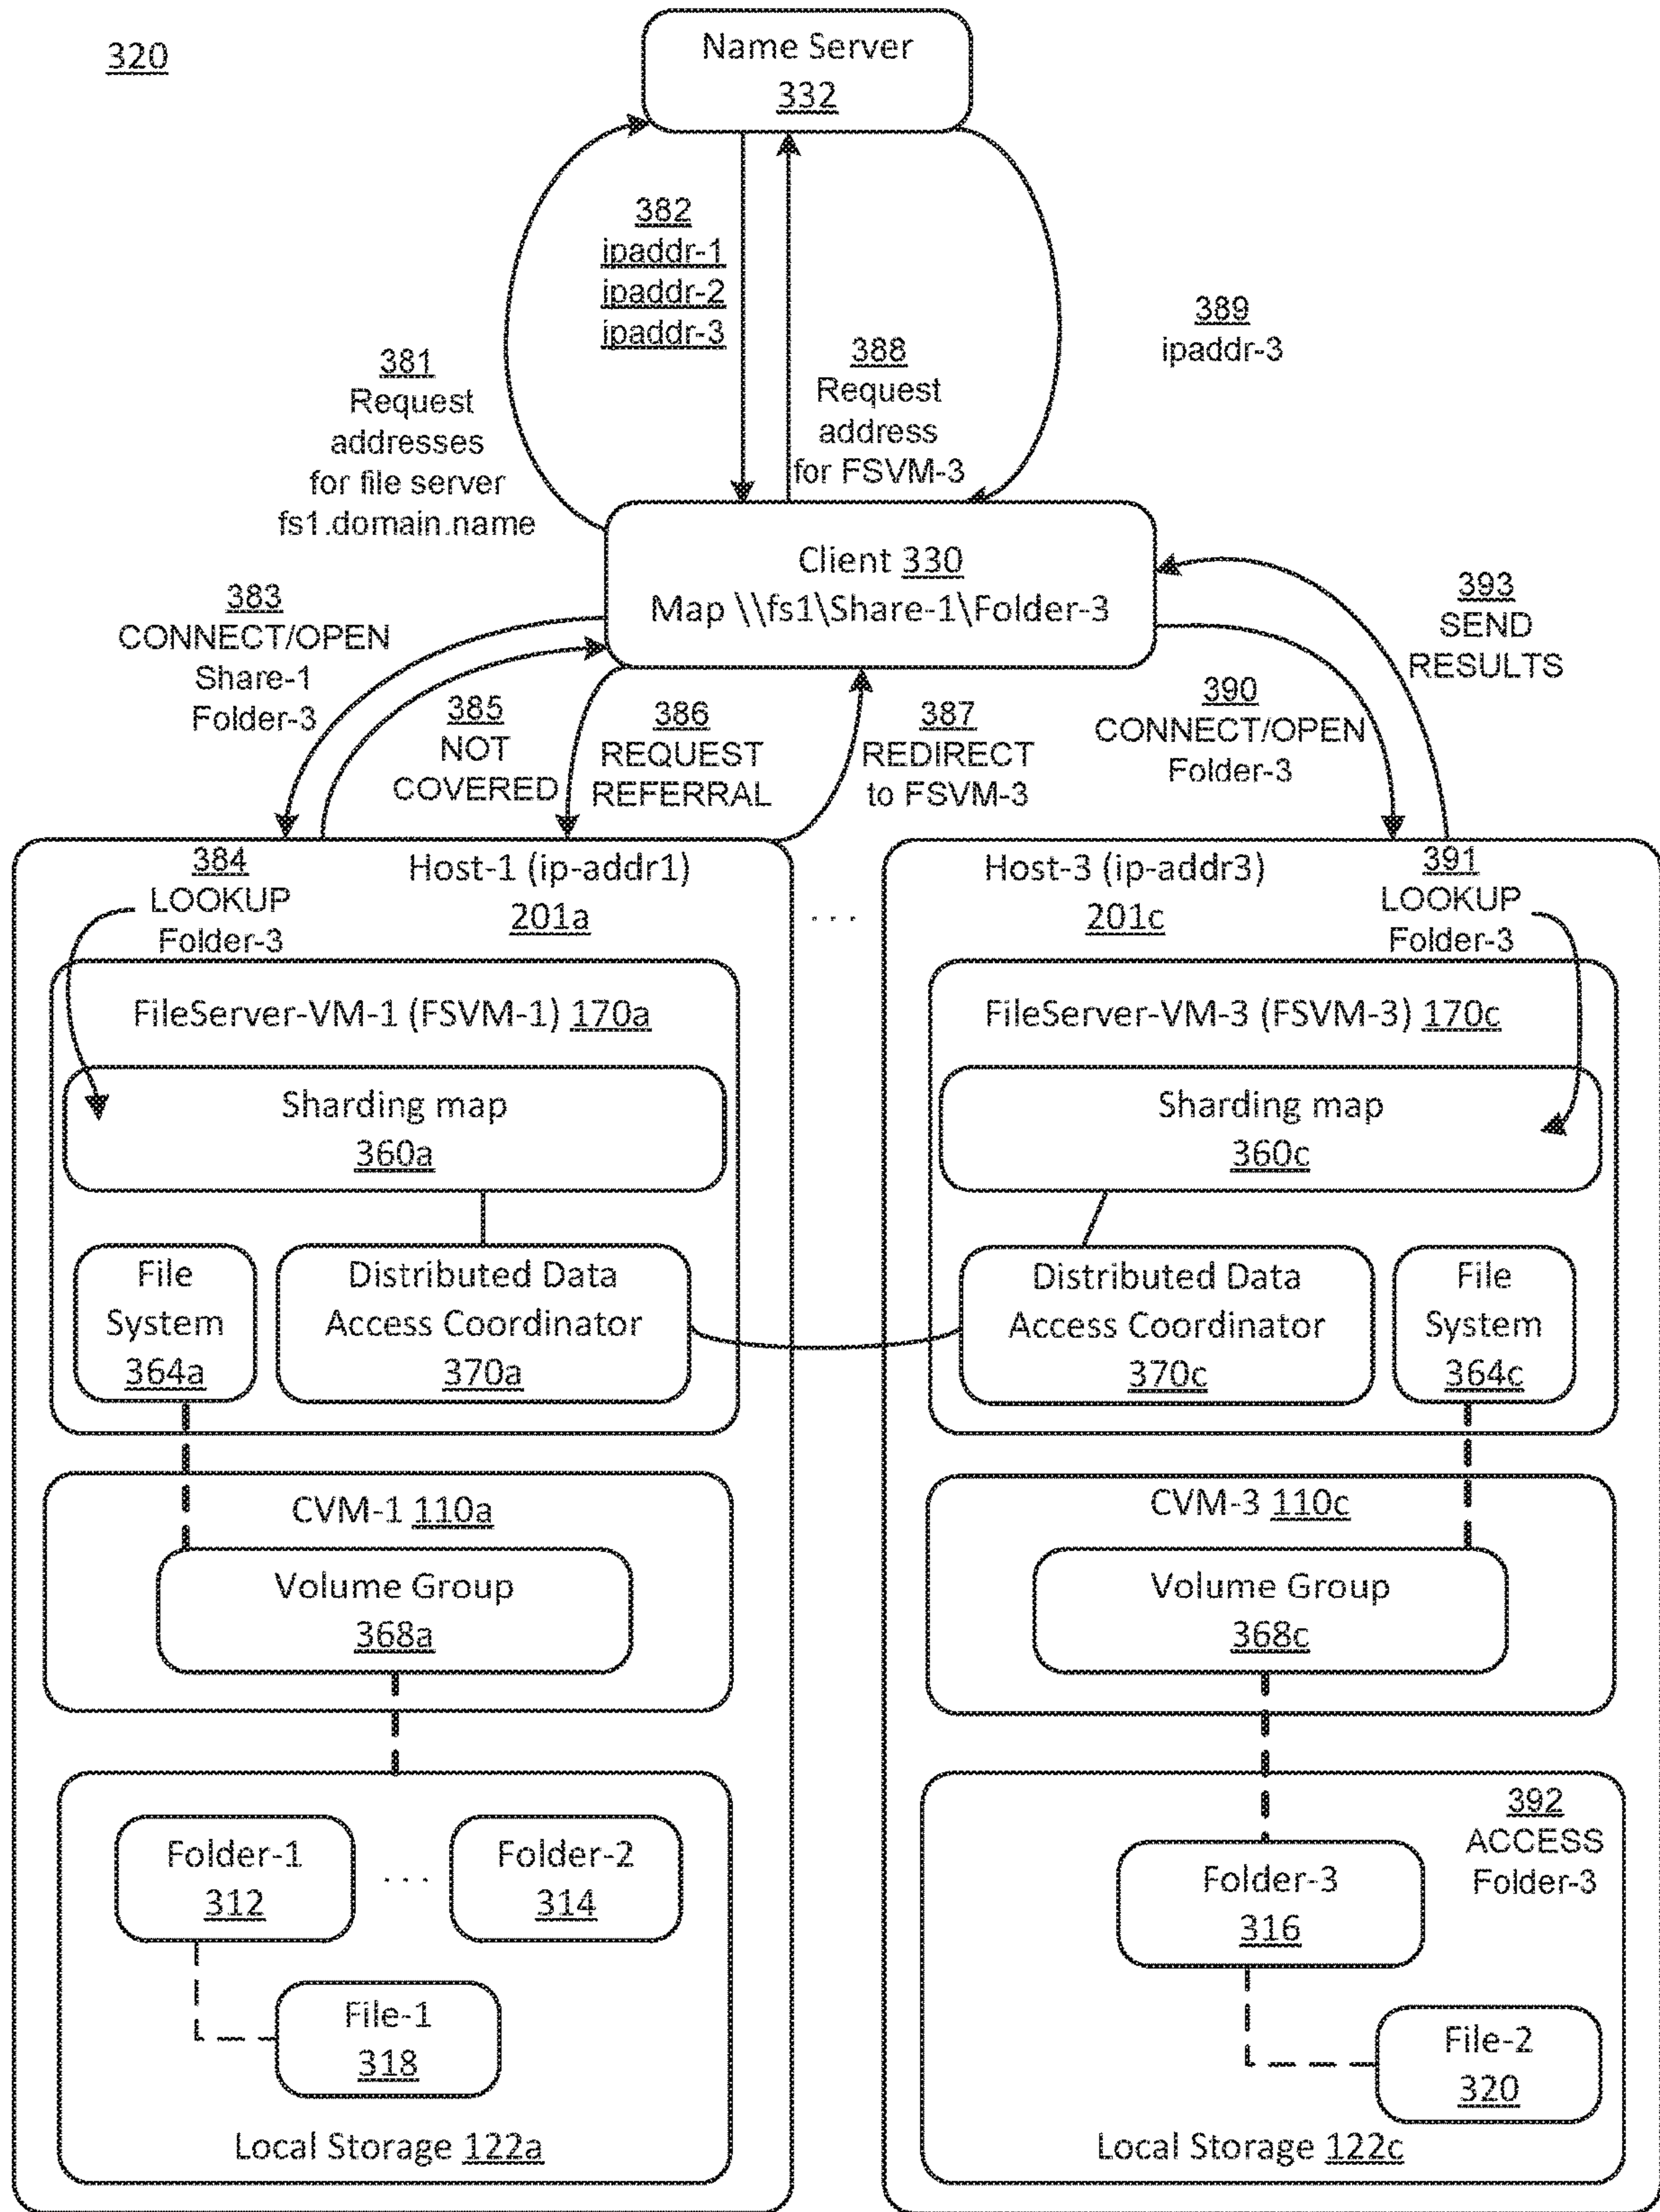 320
Name Server
332
382
ipaddr-1
ipaddr-2
ipaddr-3
389
ipaddr-3
381
Request
addresses
for file server
fs1.domain.name
388
Request
address
for FSVM-3
Client 330
Map \\fs1\Share-1\Folder-3
383
CONNECT/OPEN
Share-1
Folder-3
385
NOT
COVERED
386
REQUEST
REFERRAL
387
REDIRECT
to FSVM-3
390
CONNECT/OPEN
Folder-3
393
SEND
RESULTS
384
LOOKUP
Folder-3
Host-1 (ip-addr1)
201a
. . .
Host-3 (ip-addr3)
201c
391
LOOKUP
Folder-3
FileServer-VM-1 (FSVM-1) 170a
Sharding map
360a
File
System
364a
Distributed Data
Access Coordinator
370a
FileServer-VM-3 (FSVM-3) 170c
Sharding map
360c
Distributed Data
Access Coordinator
370c
File
System
364c
CVM-1 110a
Volume Group
368a
CVM-3 110c
Volume Group
368c
Folder-1
312
. . . .
Folder-2
314
File-1
318
Local Storage 122a
392
ACCESS
Folder-3
Folder-3
316
File-2
320
Local Storage 122c